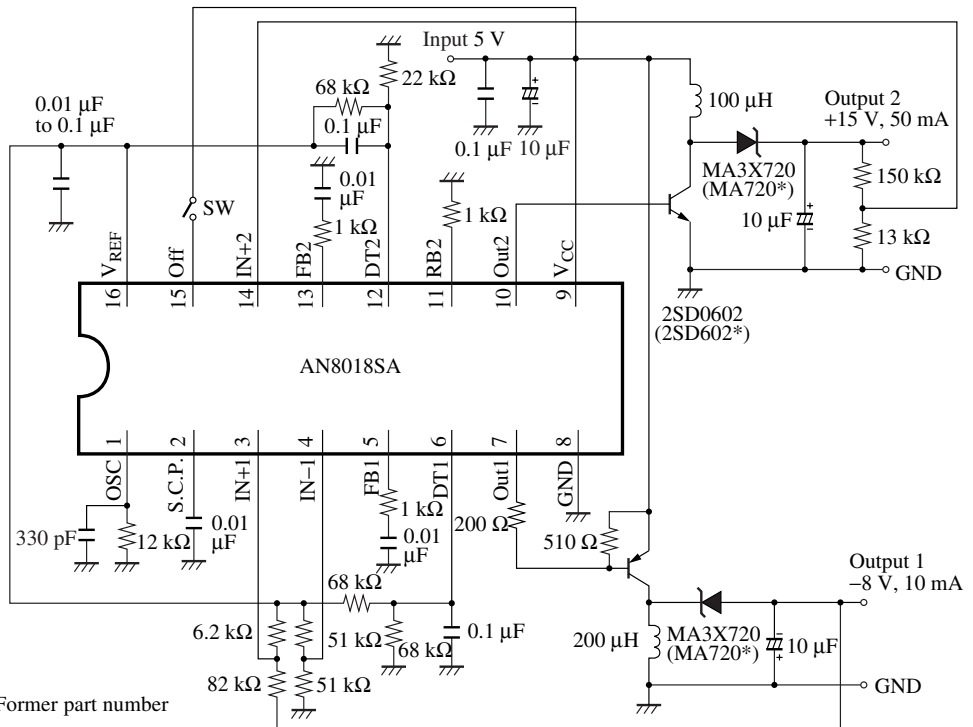 Input 5 V
22 kΩ
68 kΩ
0.1 µF
0.01 µF
to 0.1 µF
0.1 µF
10 µF
100 µH
Output 2
+15 V, 50 mA
MA3X720
(MA720*)
150 kΩ
10 µF
13 kΩ
GND
0.01
µF
1 kΩ
1 kΩ
SW
VREF
Off
IN+2
FB2
DT2
RB2
Out2
VCC
16
15
14
13
12
11
10
9
2SD0602
(2SD602*)
AN8018SA
1
2
3
4
5
6
7
8
OSC
S.C.P.
IN+1
IN−1
FB1
DT1
Out1
GND
330 pF
12 kΩ
0.01
µF
1 kΩ
0.01
µF
200 Ω
510 Ω
Output 1
−8 V, 10 mA
68 kΩ
6.2 kΩ
51 kΩ
68 kΩ
0.1 µF
82 kΩ
51 kΩ
200 µH
MA3X720
(MA720*)
10 µF
GND
Former part number